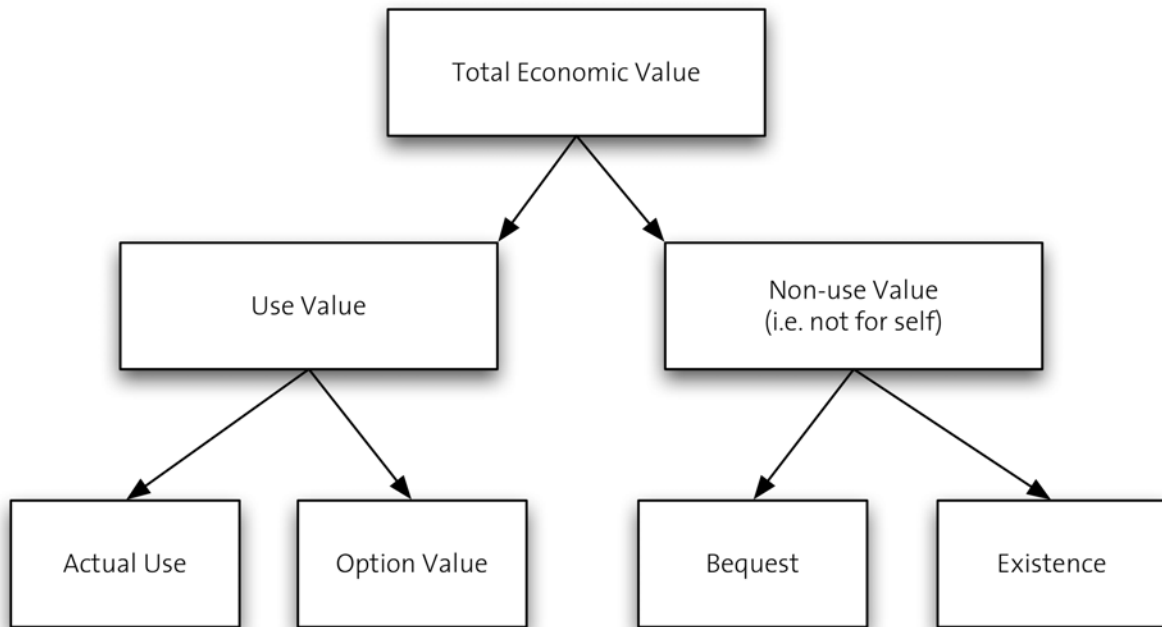 Total Economic Value
Use Value
Non-use Value
(i.e. not for self)
Actual Use
Option Value
Bequest
Existence